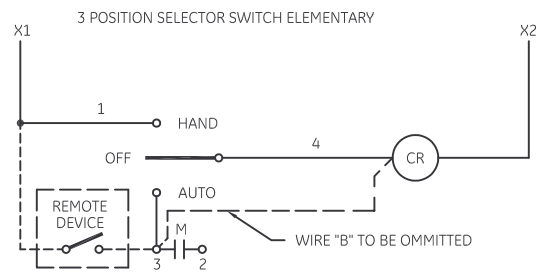 3 POSITION SELECTOR SWITCH ELEMENTARY
X1
X2
1
HAND
OFF
4
CR
AUTO
REMOTE
DEVICE
M
WIRE "B" TO BE OMMITTED
3
2